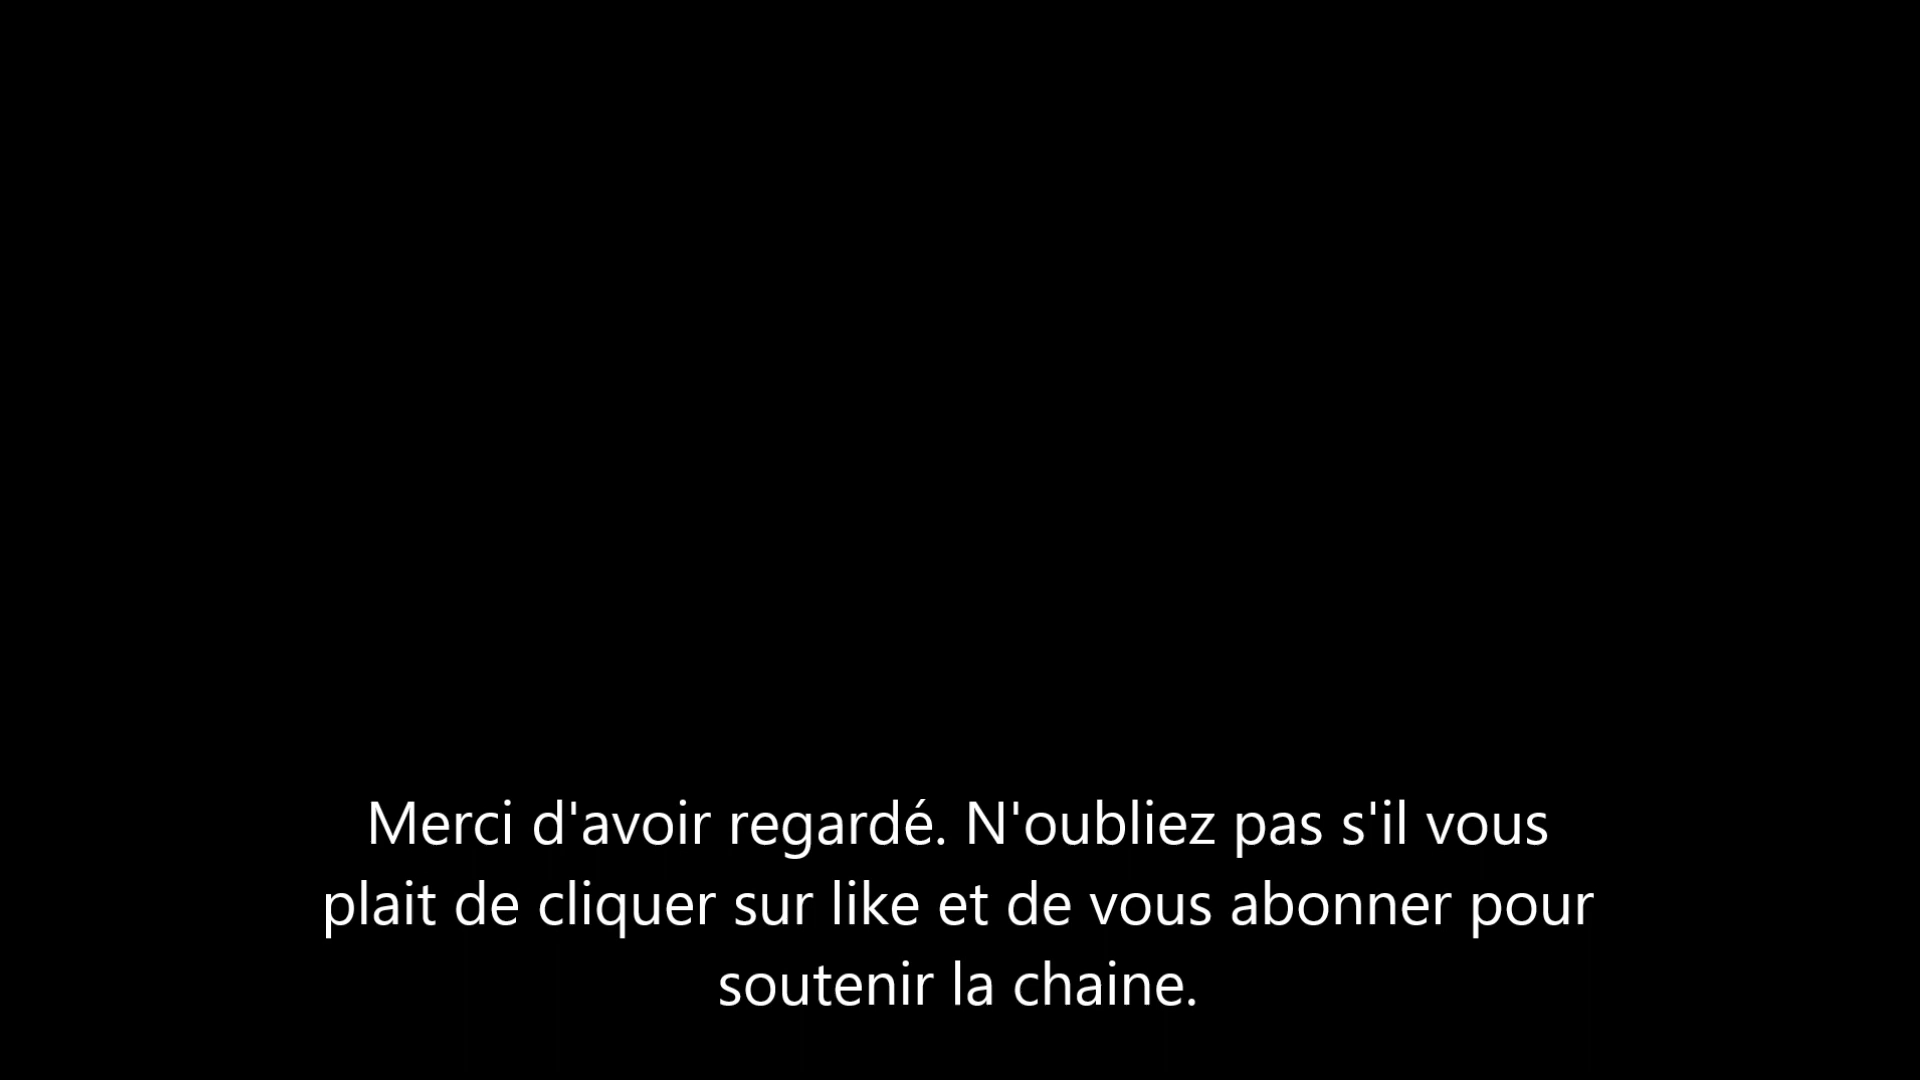 Merci d'avoir regardé. N'oubliez pas s'il vous
plait de cliquer sur like et de vous abonner pour
soutenir la chaine.